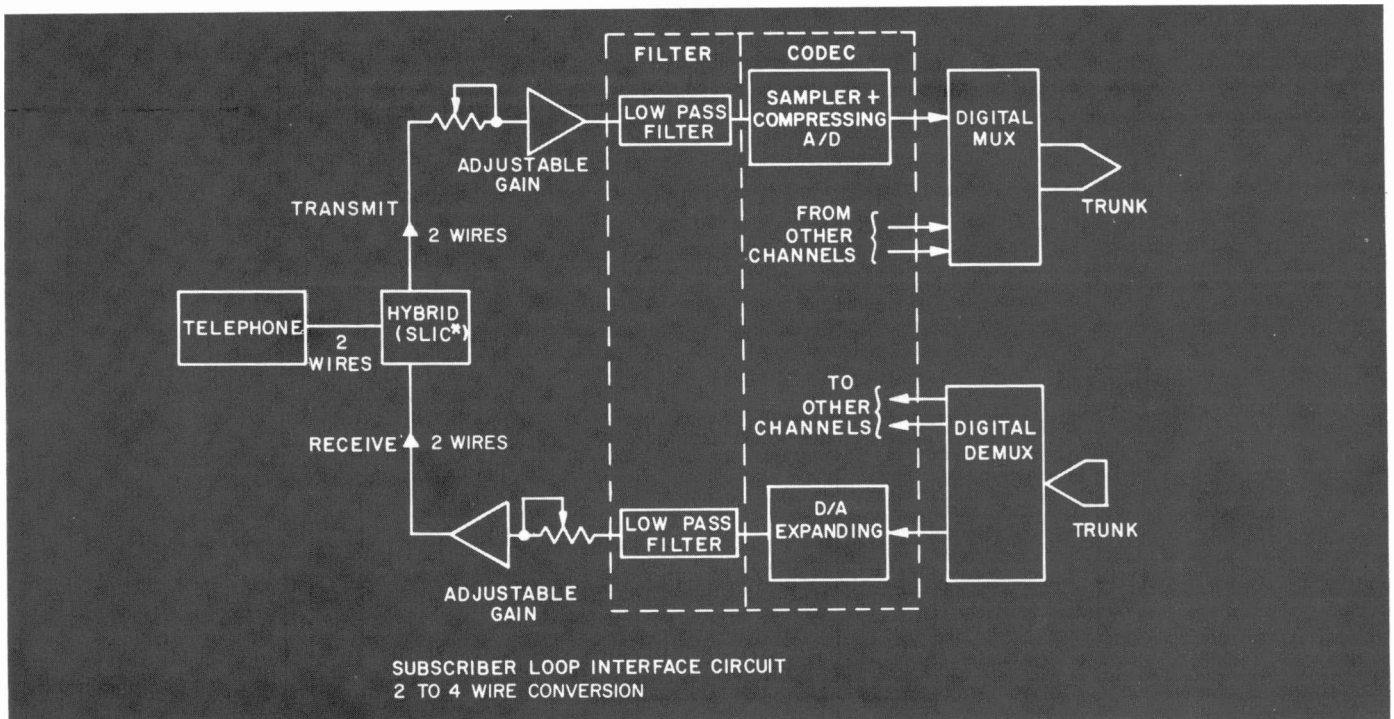 FILTER
CODEC
LOW PASS
FILTER
SAMPLER +
COMPRESSING
A/D
DIGITAL
MUX
ADJUSTABLE
GAIN
TRUNK
TRANSMIT
2 WIRES
FROM
OTHER
CHANNELS
TELEPHONE
2
WIRES
HYBRID
(SLIC*)
TO
OTHER
CHANNELS
DIGITAL
DEMUX
RECEIVE
2 WIRES
LOW PASS
FILTER
D/A
EXPANDING
TRUNK
ADJUSTABLE
GAIN
SUBSCRIBER LOOP INTERFACE CIRCUIT
2 TO 4 WIRE CONVERSION